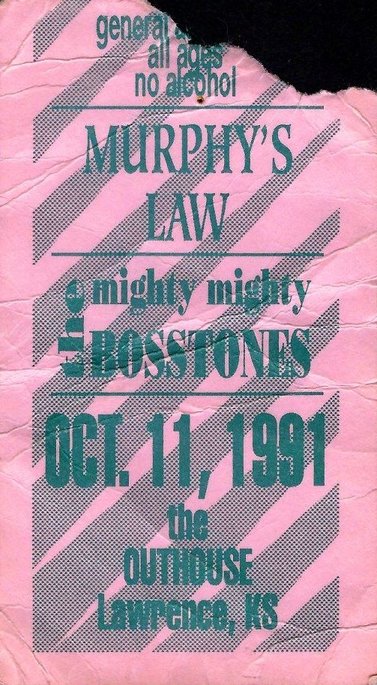 general a
all ages
no alcohol
MURPHY'S
LAW
the mighty mighty
BOSSTONES
OCT. 11, 1991
the
OUTHOUSE
Lawrence, KS